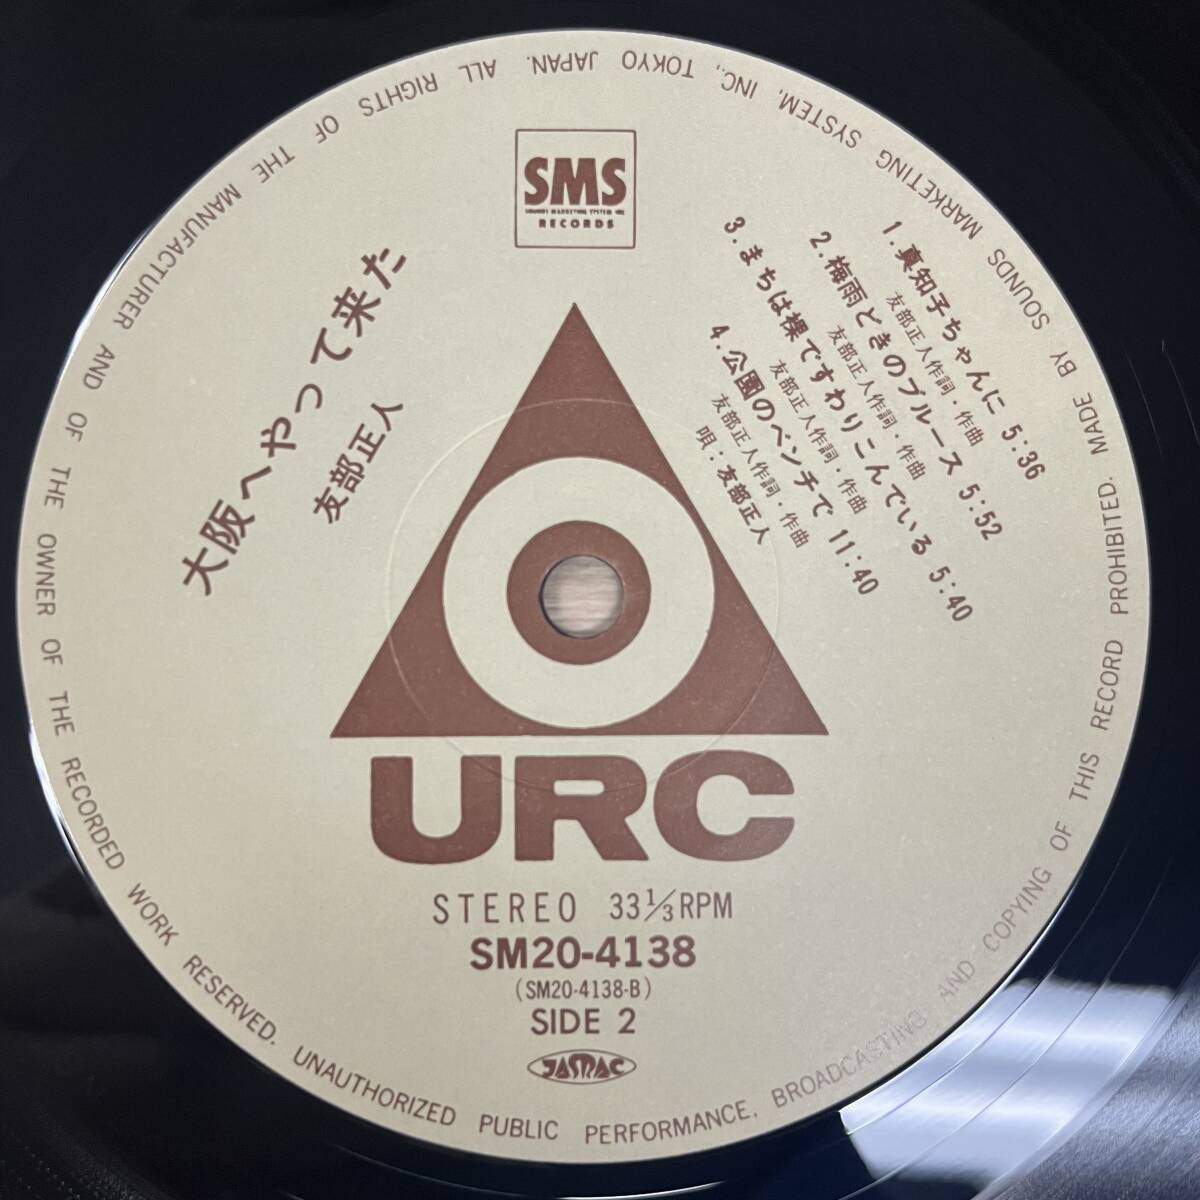 SMS
SOUNDS MARKETING SYSTEM INC
RECORDS
大阪へやって来た
友部正人
1.真知子ちゃんに 5:36
友部正人作詞・作曲
2.梅雨どきのブルース 5:52
友部正人作詞・作曲
3.まちは裸ですわりこんでいる 5:40
友部正人作詞・作曲
4.公園のベンチで 11:40
友部正人作詞・作曲
唄:友部正人
URC
STEREO 33 1/3 RPM
SM20-4138
(SM20-4138-B)
SIDE 2
JASRAC
MADE BY SOUNDS MARKETING SYSTEM, INC., TOKYO JAPAN. ALL RIGHTS OF THE MANUFACTURER AND OF THE OWNER OF THE RECORDED WORK RESERVED. UNAUTHORIZED PUBLIC PERFORMANCE, BROADCASTING AND COPYING OF THIS RECORD PROHIBITED.